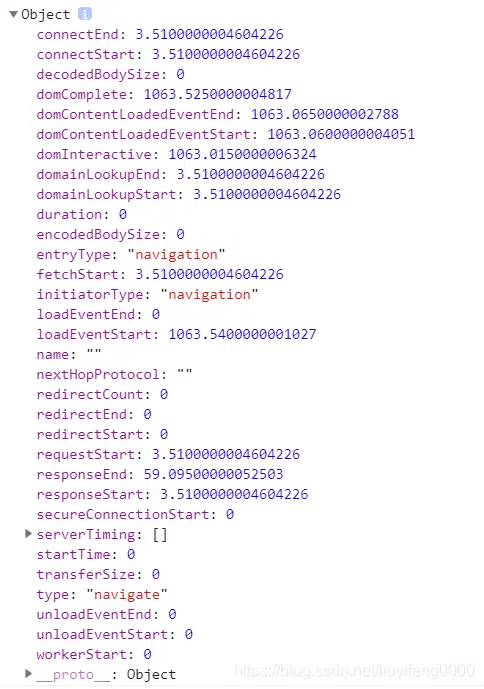 Object i
connectEnd: 3.5100000004604226
connectStart: 3.5100000004604226
decodedBodySize: 0
domComplete: 1063.5250000004817
domContentLoadedEventEnd: 1063.0650000002788
domContentLoadedEventStart: 1063.0600000004051
domInteractive: 1063.0150000006324
domainLookupEnd: 3.5100000004604226
domainLookupStart: 3.5100000004604226
duration: 0
encodedBodySize: 0
entryType: "navigation"
fetchStart: 3.5100000004604226
initiatorType: "navigation"
loadEventEnd: 0
loadEventStart: 1063.5400000001027
name: ""
nextHopProtocol: ""
redirectCount: 0
redirectEnd: 0
redirectStart: 0
requestStart: 3.5100000004604226
responseEnd: 59.09500000052503
responseStart: 3.5100000004604226
secureConnectionStart: 0
serverTiming: []
startTime: 0
transferSize: 0
type: "navigate"
unloadEventEnd: 0
unloadEventStart: 0
workerStart: 0
__proto__: Object
https://blog.csdn.net/liuyifeng0000